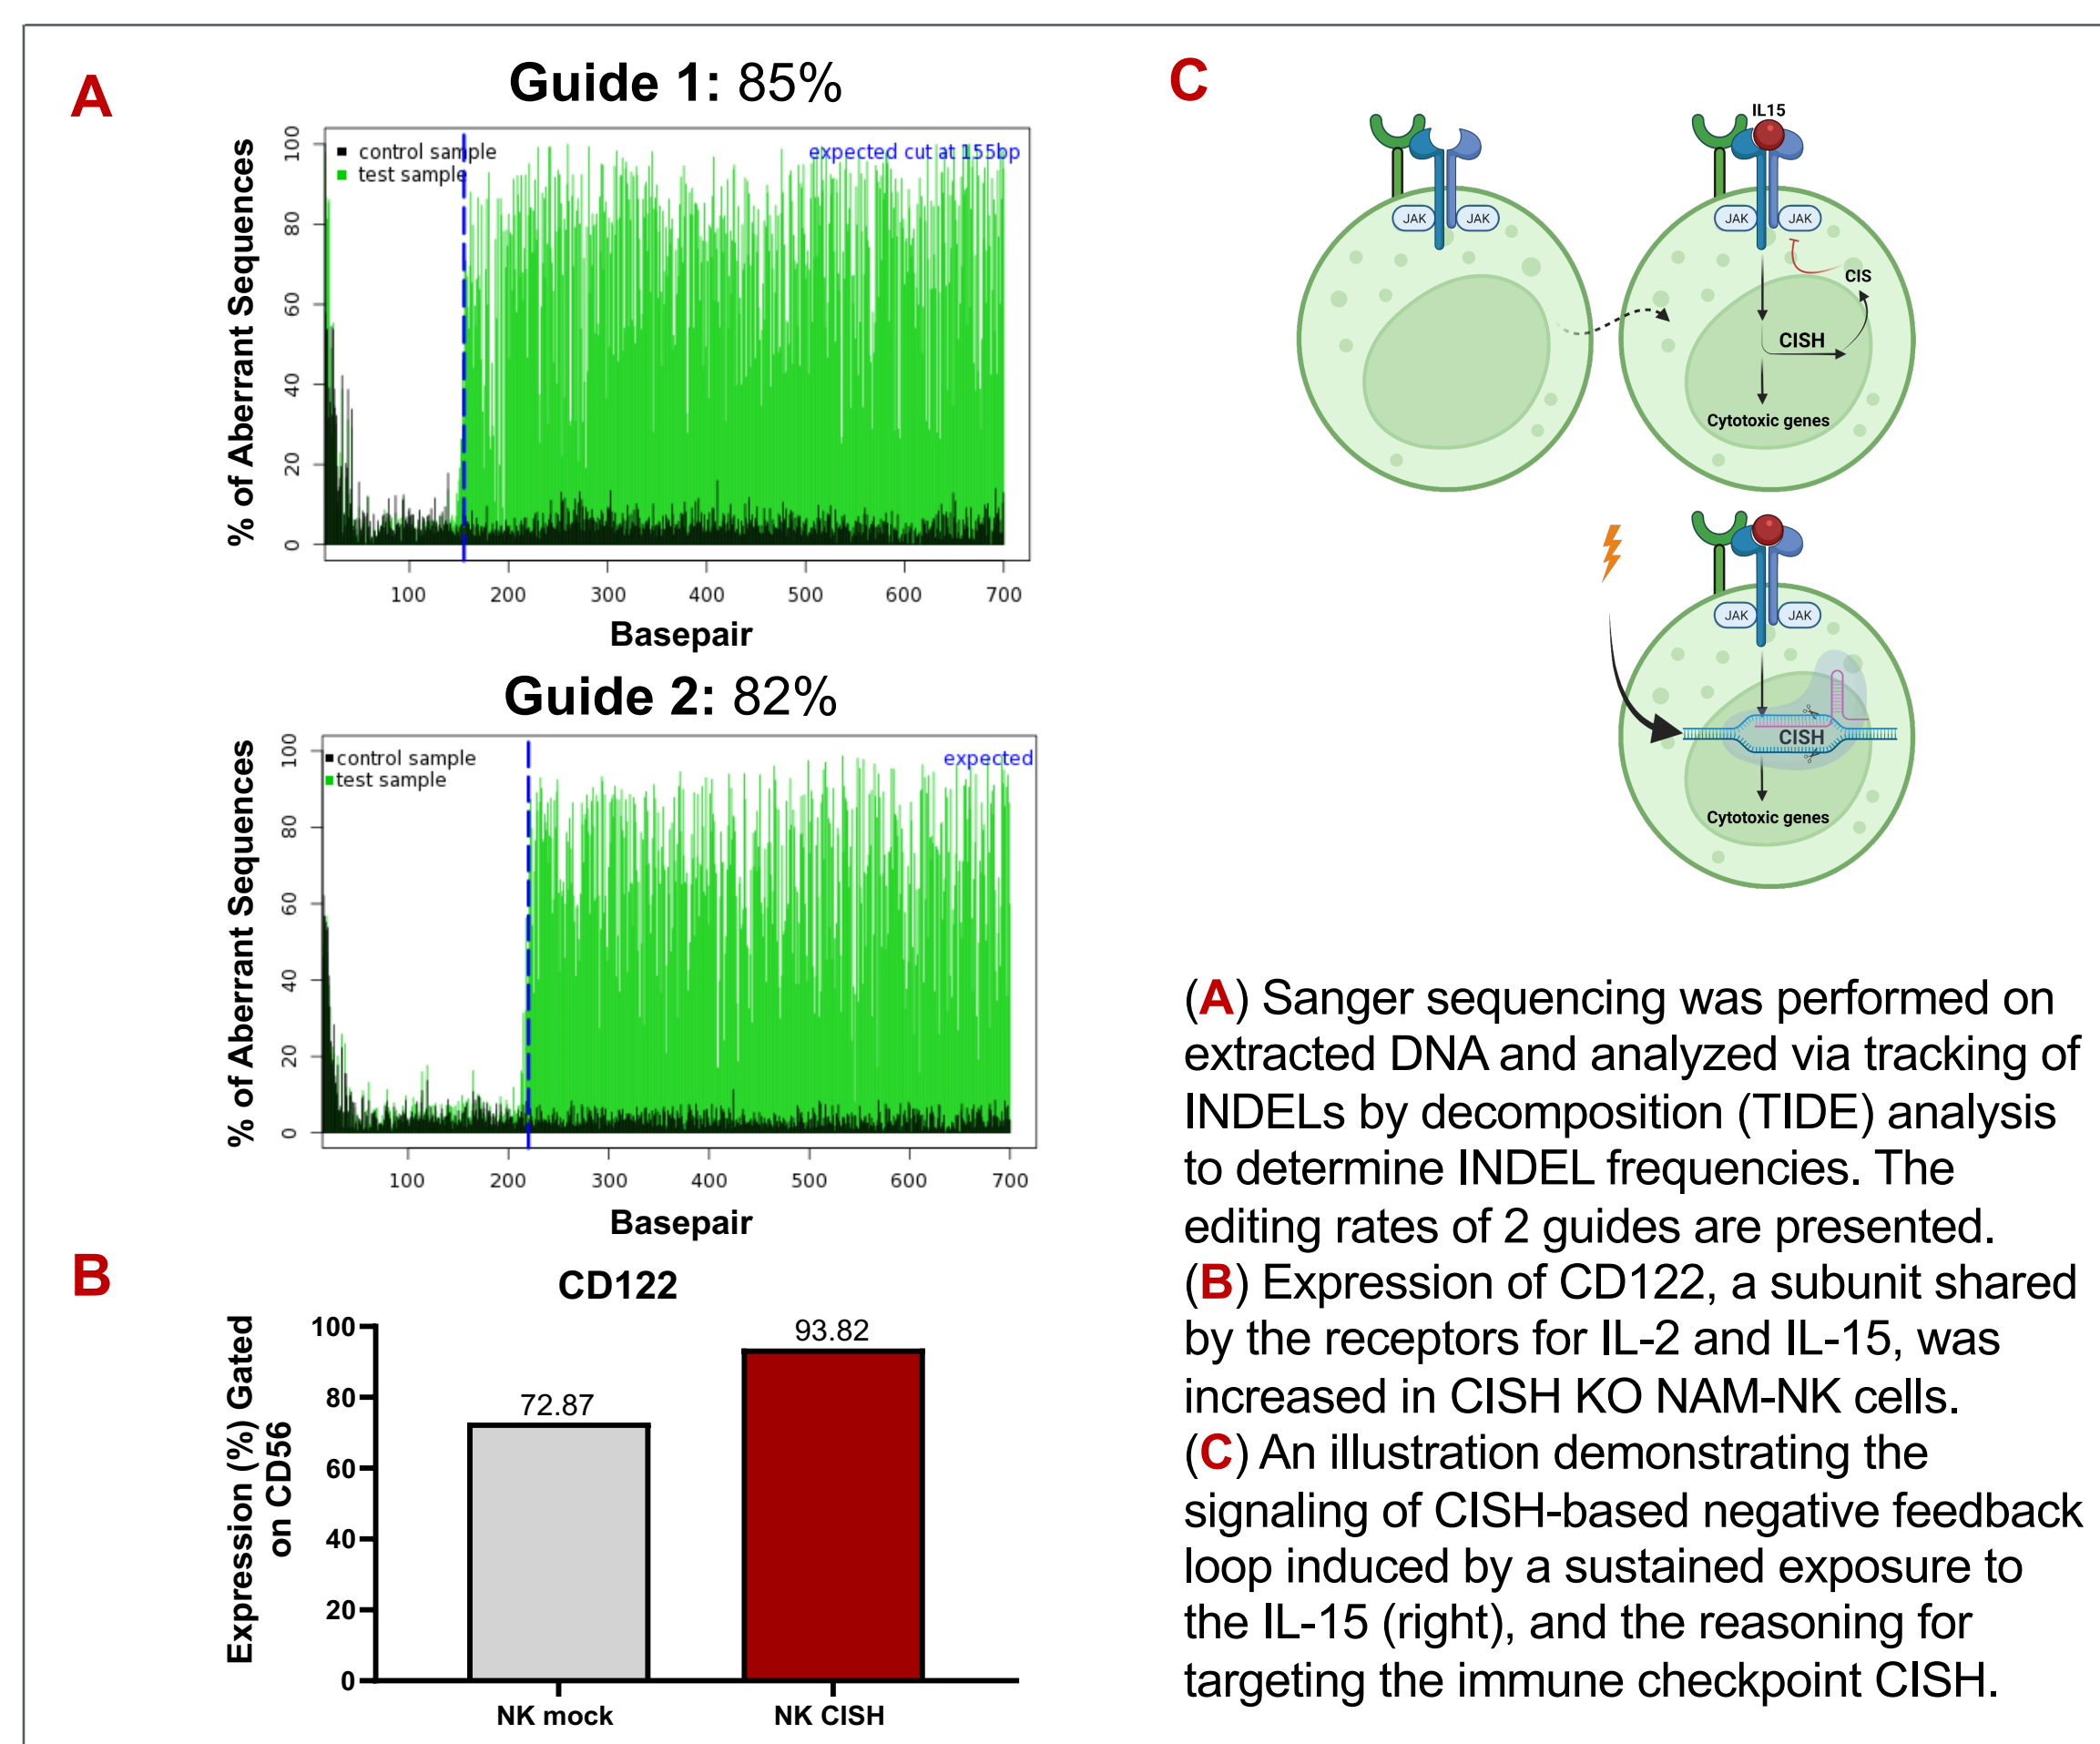 A
Guide 1: 85%
% of Aberrant Sequences
100
80
60
40
20
0
control sample
test sample
expected cut at 155bp
100 200 300 400 500 600 700
Basepair
Guide 2: 82%
% of Aberrant Sequences
100
80
60
40
20
0
control sample
test sample
expected
100 200 300 400 500 600 700
Basepair
B
CD122
Expression (%) Gated
on CD56
100
80
60
40
20
0
72.87
93.82
NK mock
NK CISH
C
JAK JAK
IL15
JAK JAK
CIS
CISH
Cytotoxic genes
JAK JAK
CISH
Cytotoxic genes
(A) Sanger sequencing was performed on
extracted DNA and analyzed via tracking of
INDELs by decomposition (TIDE) analysis
to determine INDEL frequencies. The
editing rates of 2 guides are presented.
(B) Expression of CD122, a subunit shared
by the receptors for IL-2 and IL-15, was
increased in CISH KO NAM-NK cells.
(C) An illustration demonstrating the
signaling of CISH-based negative feedback
loop induced by a sustained exposure to
the IL-15 (right), and the reasoning for
targeting the immune checkpoint CISH.